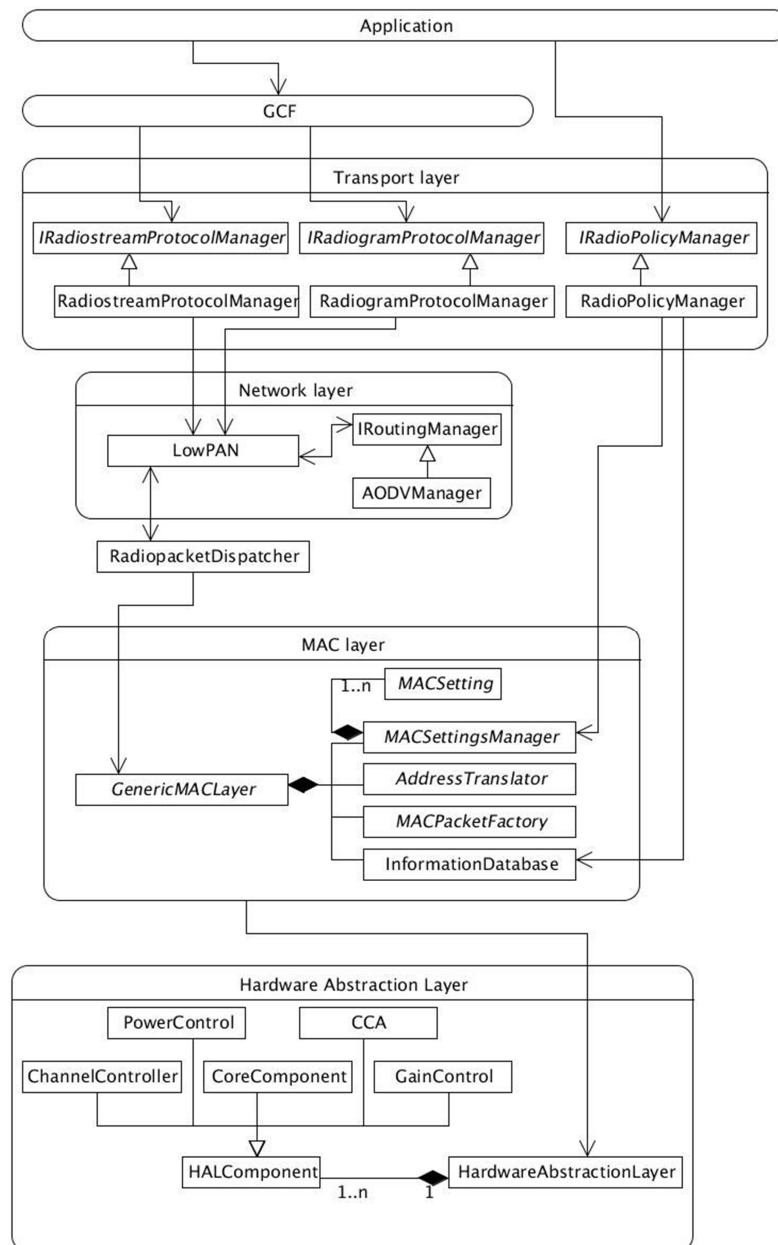 Application
GCF
Transport layer
IRadiostreamProtocolManager
IRadiogramProtocolManager
IRadioPolicyManager
RadiostreamProtocolManager
RadiogramProtocolManager
RadioPolicyManager
Network layer
LowPAN
IRoutingManager
AODVManager
RadiopacketDispatcher
MAC layer
1..n
MACSetting
MACSettingsManager
GenericMACLayer
AddressTranslator
MACPacketFactory
InformationDatabase
Hardware Abstraction Layer
PowerControl
CCA
ChannelController
CoreComponent
GainControl
HALComponent
1..n
1
HardwareAbstractionLayer